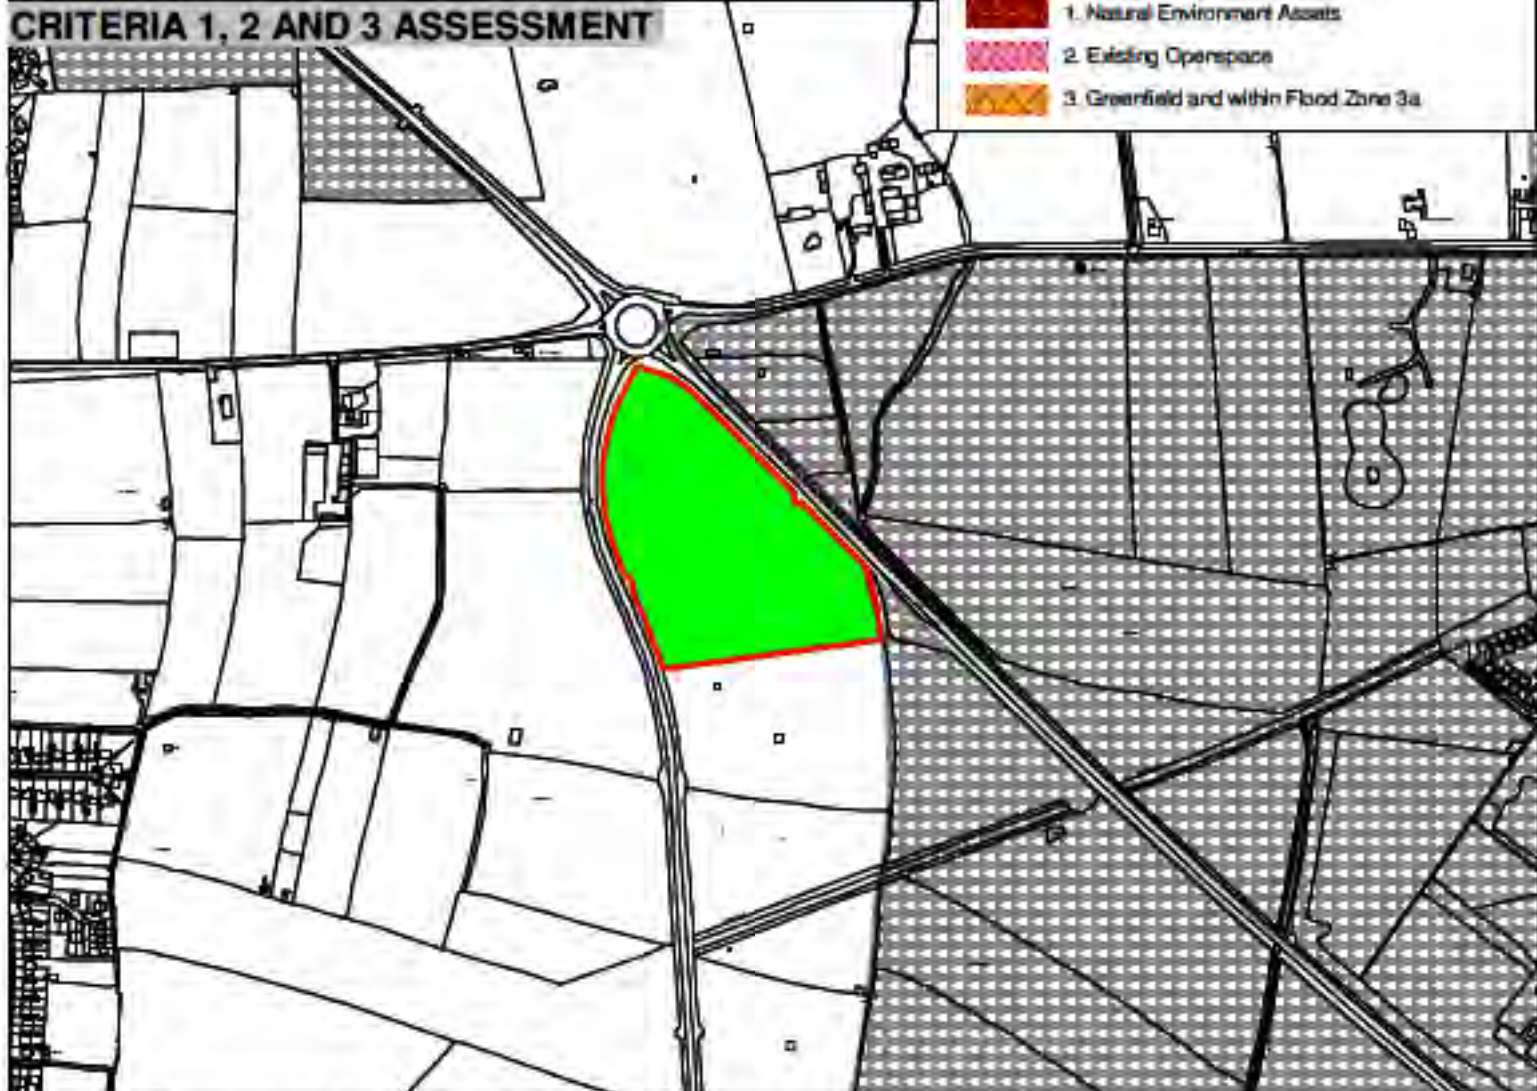 CRITERIA 1, 2 AND 3 ASSESSMENT
1. Natural Environment Assets
2. Existing Openspace
3. Greenfield and within Flood Zone 3a